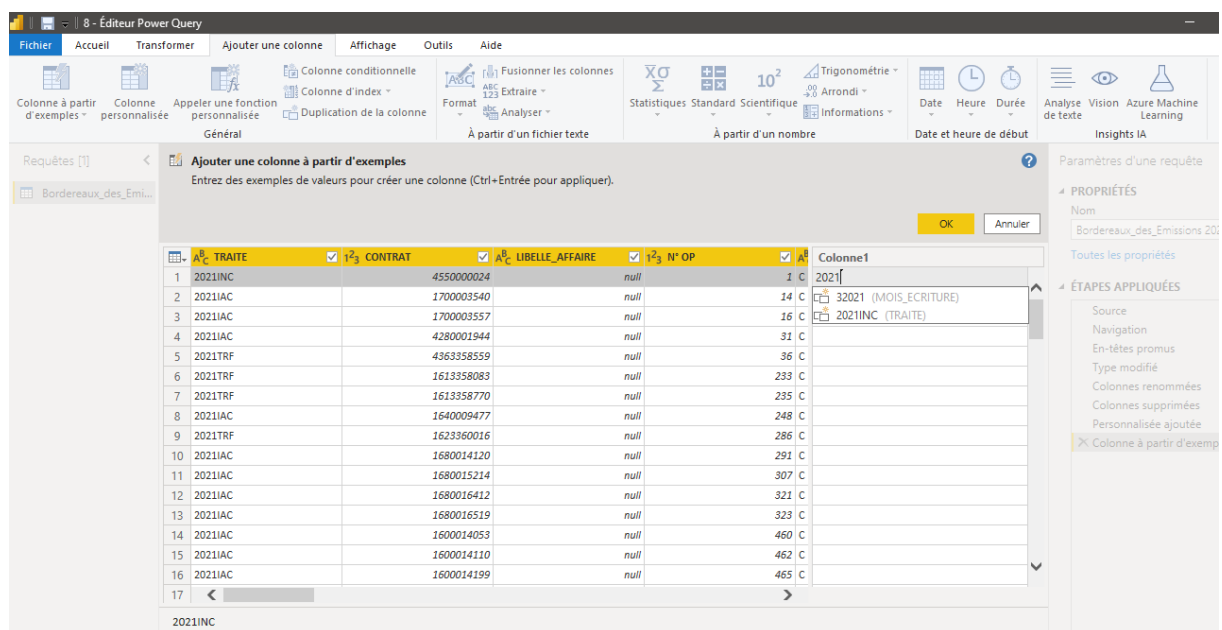 8 - Éditeur Power Query
Fichier Accueil Transformer Ajouter une colonne Affichage Outils Aide
Colonne à partir d'exemples
Colonne personnalisée
Appeler une fonction personnalisée
Colonne conditionnelle
Colonne d'index
Duplication de la colonne
Général
Format
Fusionner les colonnes
Extraire
Analyser
À partir d'un fichier texte
Statistiques
Standard
Scientifique
Trigonométrie
Arrondi
Informations
À partir d'un nombre
Date
Heure
Durée
Date et heure de début
Analyse de texte
Vision
Azure Machine Learning
Insights IA
Requêtes [1]
Bordereaux_des_Emi...
Ajouter une colonne à partir d'exemples
Entrez des exemples de valeurs pour créer une colonne (Ctrl+Entrée pour appliquer).
OK Annuler
TRAITE CONTRAT LIBELLE_AFFAIRE N° OP Colonne1
1 2021INC 4550000024 null 1 C 2021
2 2021IAC 1700003540 null 14 C 32021 (MOIS_ECRITURE)
3 2021IAC 1700003557 null 16 C 2021INC (TRAITE)
4 2021IAC 4280001944 null 31 C
5 2021TRF 4363358559 null 36 C
6 2021TRF 1613358083 null 233 C
7 2021TRF 1613358770 null 235 C
8 2021IAC 1640009477 null 248 C
9 2021TRF 1623360016 null 286 C
10 2021IAC 1680014120 null 291 C
11 2021IAC 1680015214 null 307 C
12 2021IAC 1680016412 null 321 C
13 2021IAC 1680016519 null 323 C
14 2021IAC 1600014053 null 460 C
15 2021IAC 1600014110 null 462 C
16 2021IAC 1600014199 null 465 C
17
2021INC
Paramètres d'une requête
PROPRIÉTÉS
Nom
Bordereaux_des_Emissions 202
Toutes les propriétés
ÉTAPES APPLIQUÉES
Source
Navigation
En-têtes promus
Type modifié
Colonnes renommées
Colonnes supprimées
Personnalisée ajoutée
Colonne à partir d'exemp